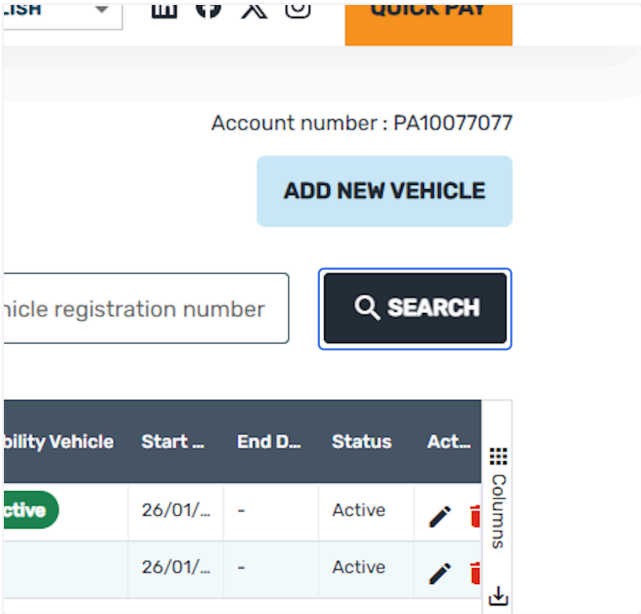 LISH
QUICK PAY
Account number : PA10077077
ADD NEW VEHICLE
hicle registration number
SEARCH
bility Vehicle Start ... End D... Status Act...
Columns
ctive 26/01/... - Active
26/01/... - Active